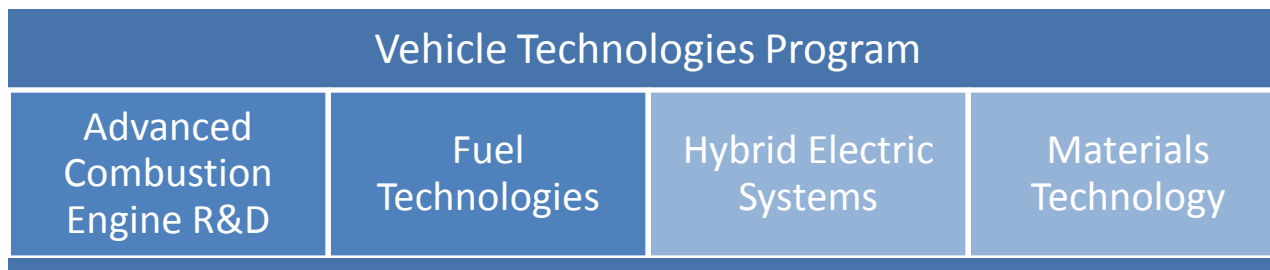 Vehicle Technologies Program
Advanced
Combustion
Engine R&D
Fuel
Technologies
Hybrid Electric
Systems
Materials
Technology